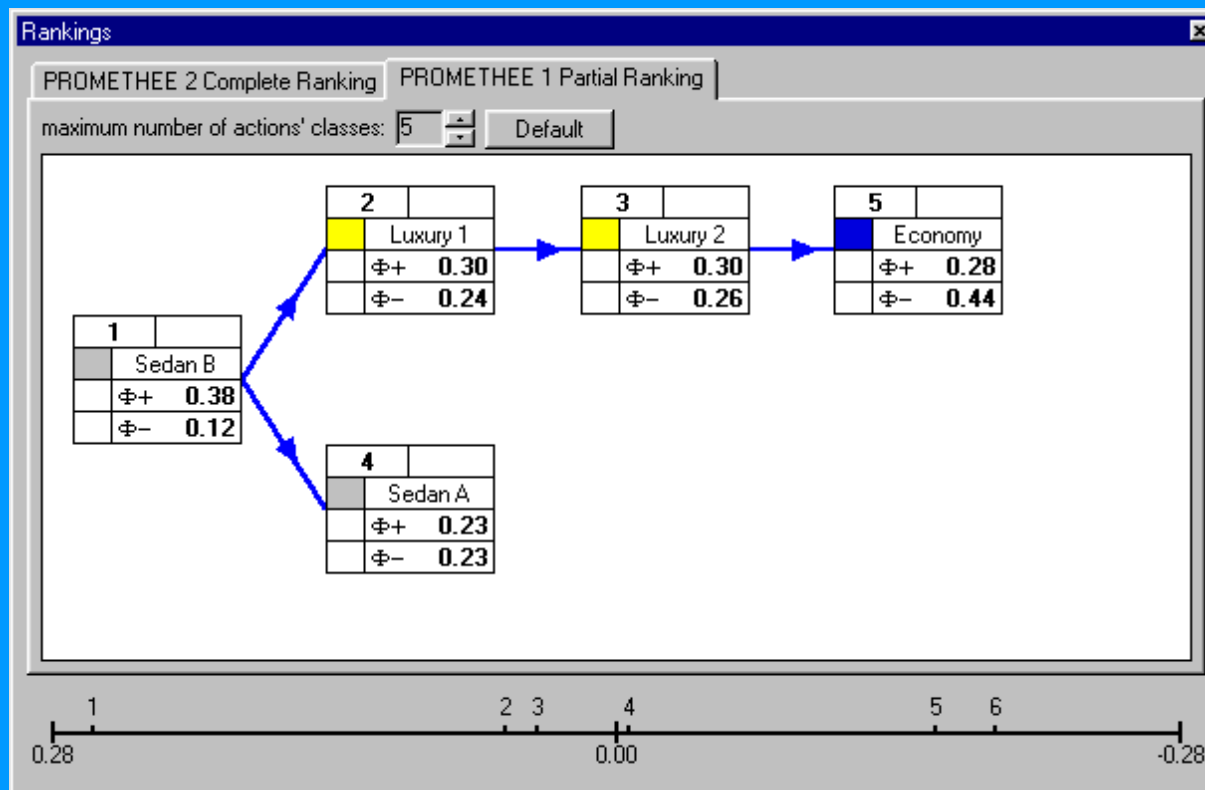 Rankings
PROMETHEE 2 Complete Ranking PROMETHEE 1 Partial Ranking
maximum number of actions' classes: 5 Default
2
Luxury 1
Φ+ 0.30
Φ− 0.24
3
Luxury 2
Φ+ 0.30
Φ− 0.26
5
Economy
Φ+ 0.28
Φ− 0.44
1
Sedan B
Φ+ 0.38
Φ− 0.12
4
Sedan A
Φ+ 0.23
Φ− 0.23
1 2 3 4 5 6
0.28 0.00 -0.28